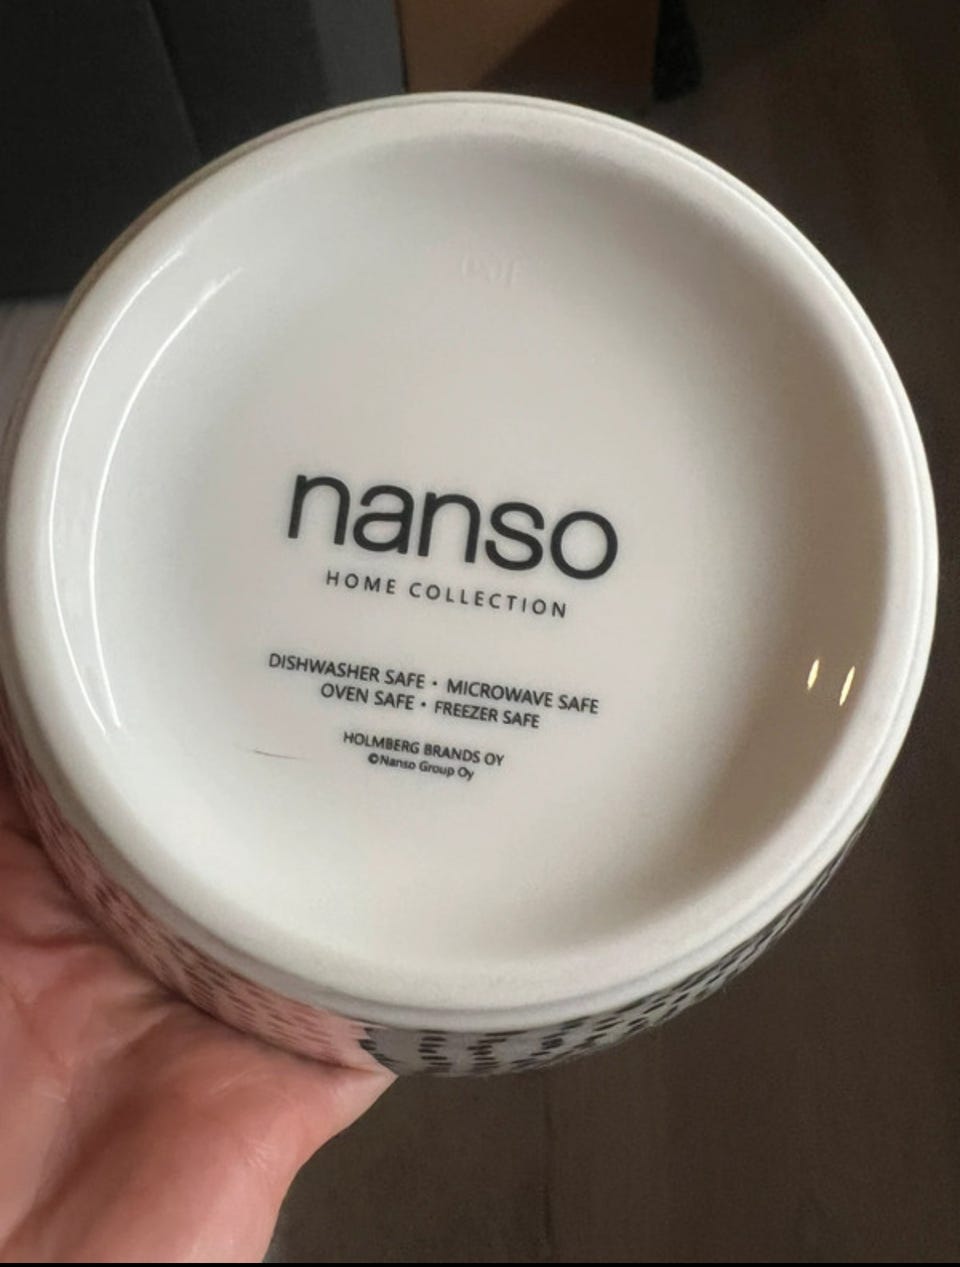 nanso
HOME COLLECTION
DISHWASHER SAFE • MICROWAVE SAFE
OVEN SAFE • FREEZER SAFE
HOLMBERG BRANDS OY
©Nanso Group Oy